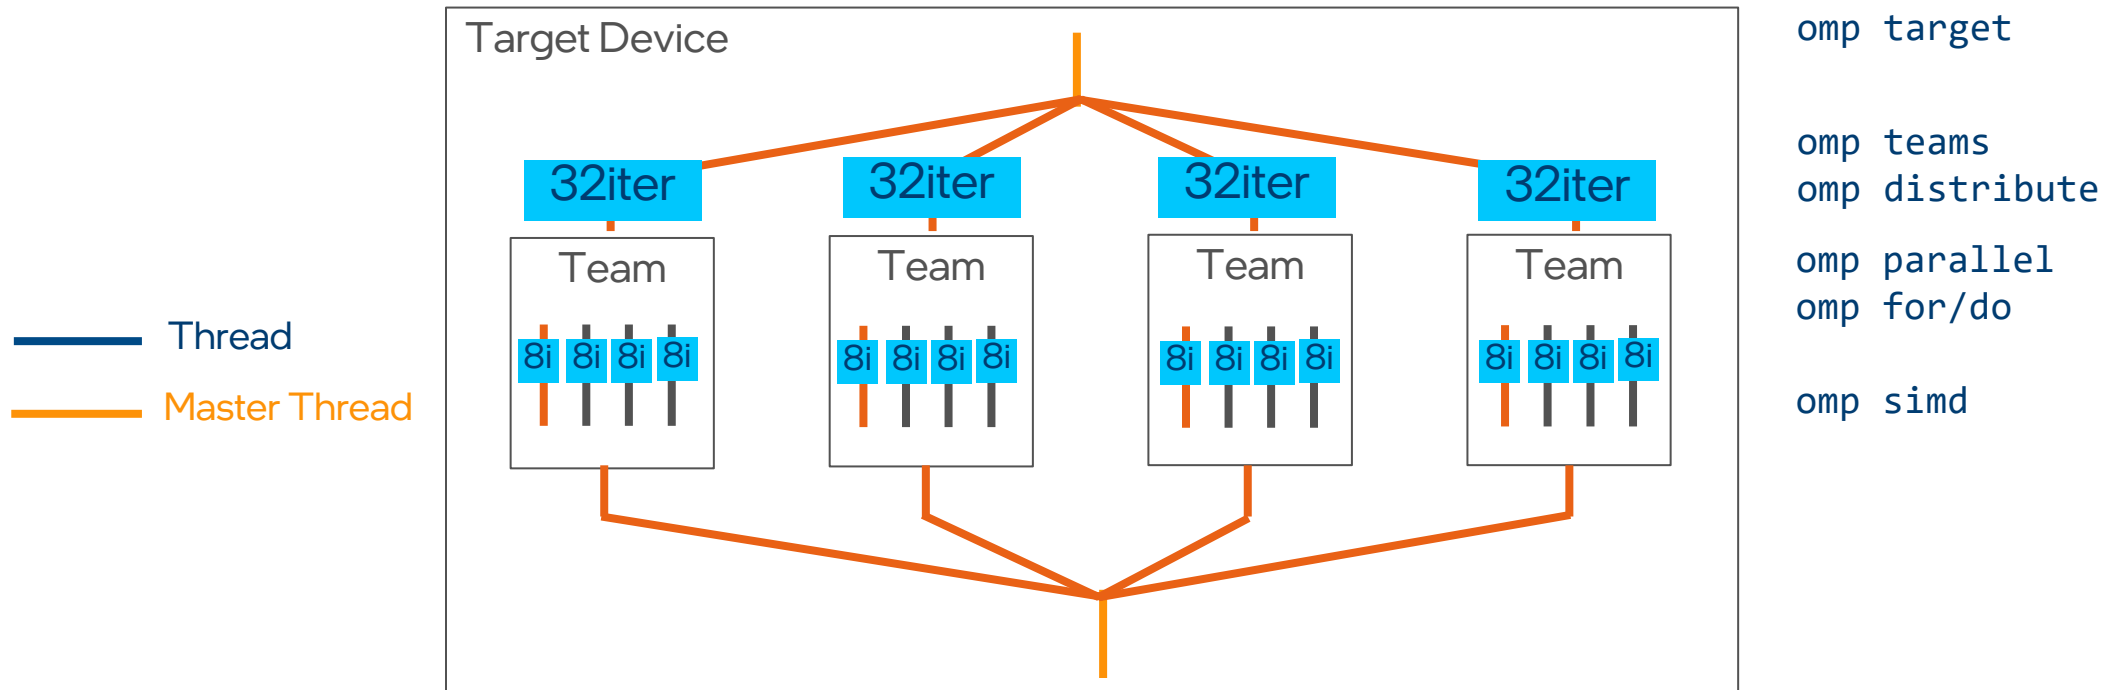 Target Device
32iter
32iter
32iter
32iter
Team
Team
Team
Team
8i 8i 8i 8i
8i 8i 8i 8i
8i 8i 8i 8i
8i 8i 8i 8i
Thread
Master Thread
omp target
omp teams
omp distribute
omp parallel
omp for/do
omp simd